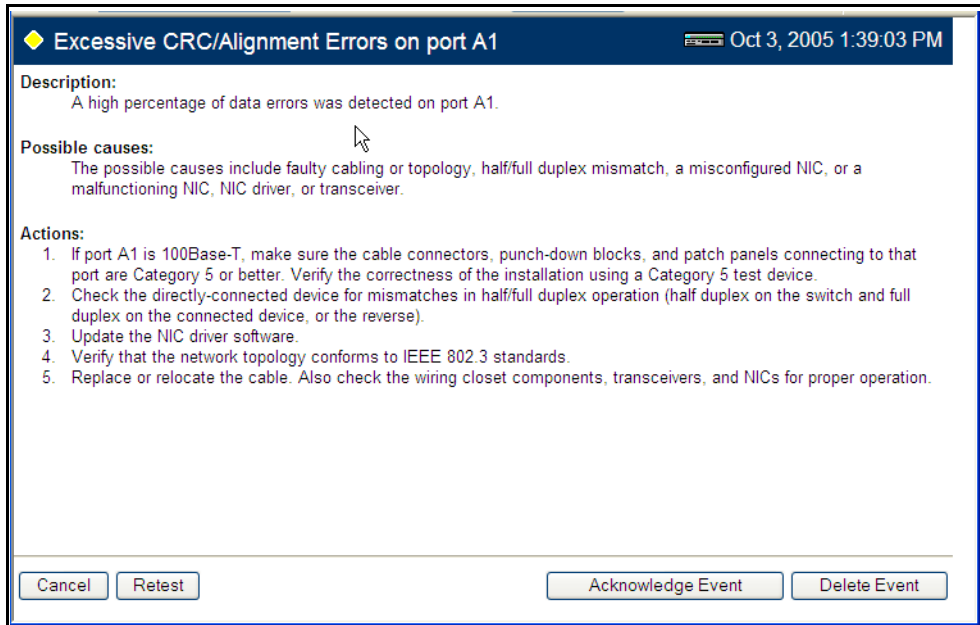 Excessive CRC/Alignment Errors on port A1
Oct 3, 2005 1:39:03 PM
Description:
A high percentage of data errors was detected on port A1.
Possible causes:
The possible causes include faulty cabling or topology, half/full duplex mismatch, a misconfigured NIC, or a
malfunctioning NIC, NIC driver, or transceiver.
Actions:
1. If port A1 is 100Base-T, make sure the cable connectors, punch-down blocks, and patch panels connecting to that
port are Category 5 or better. Verify the correctness of the installation using a Category 5 test device.
2. Check the directly-connected device for mismatches in half/full duplex operation (half duplex on the switch and full
duplex on the connected device, or the reverse).
3. Update the NIC driver software.
4. Verify that the network topology conforms to IEEE 802.3 standards.
5. Replace or relocate the cable. Also check the wiring closet components, transceivers, and NICs for proper operation.
Cancel
Retest
Acknowledge Event
Delete Event